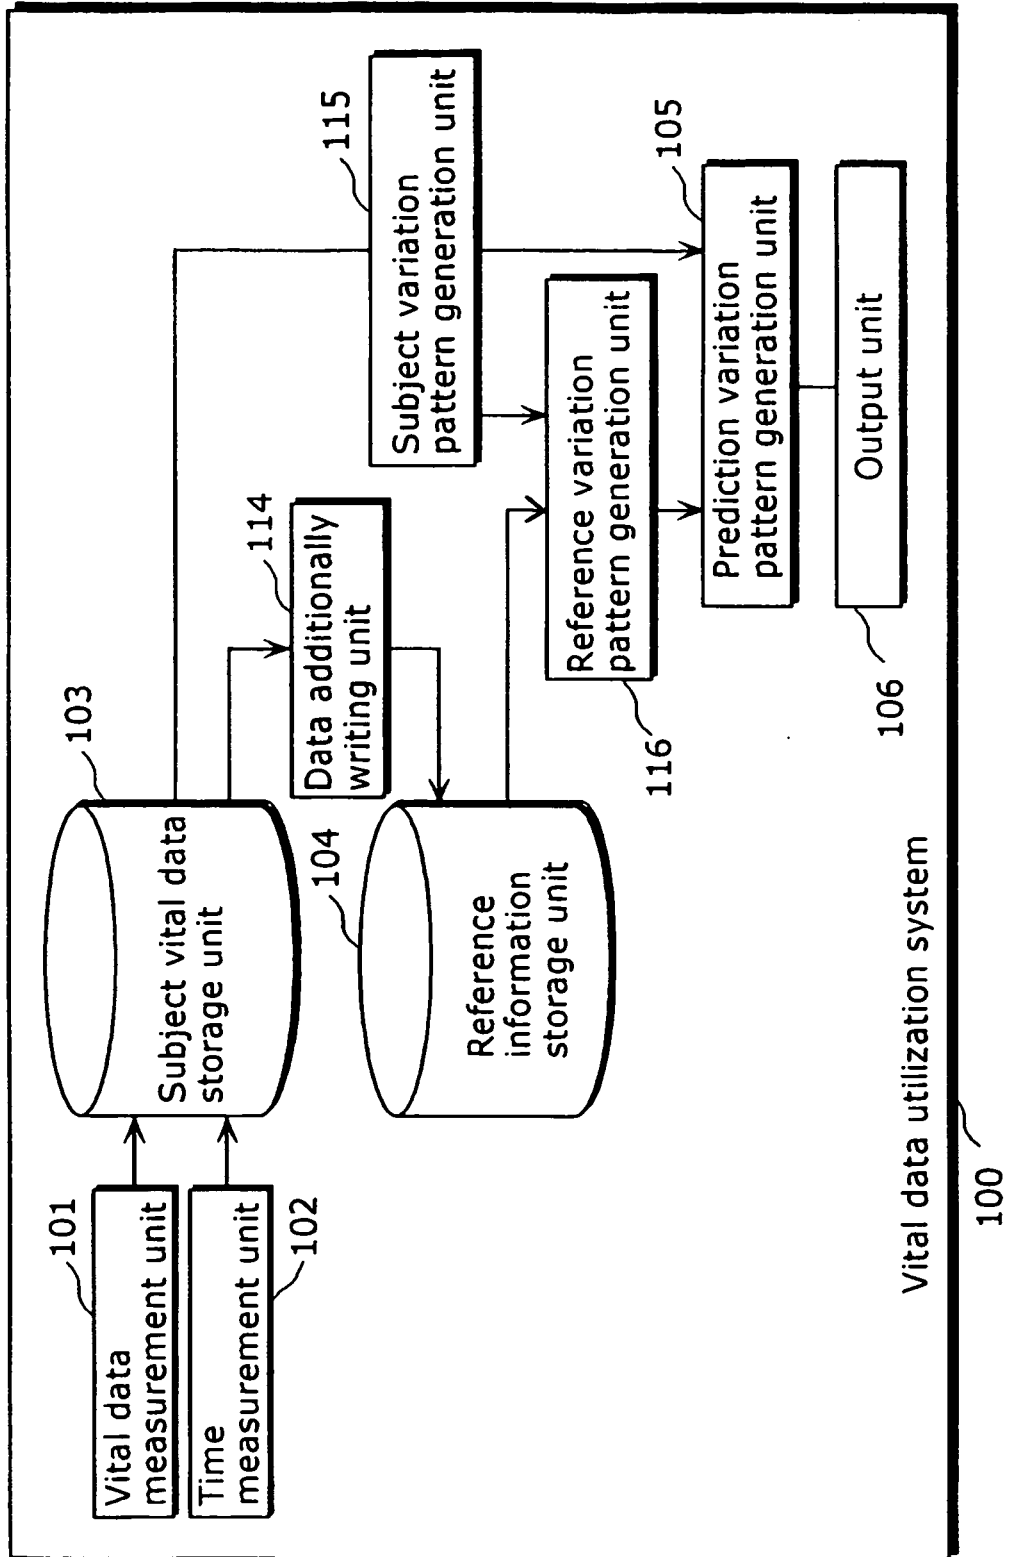 101
Vital data
measurement unit
Time
measurement unit
102
103
Subject vital data
storage unit
114
Data additionally
writing unit
104
Reference
information
storage unit
115
Subject variation
pattern generation unit
Reference variation
pattern generation unit
116
105
Prediction variation
pattern generation unit
Output unit
106
Vital data utilization system
100